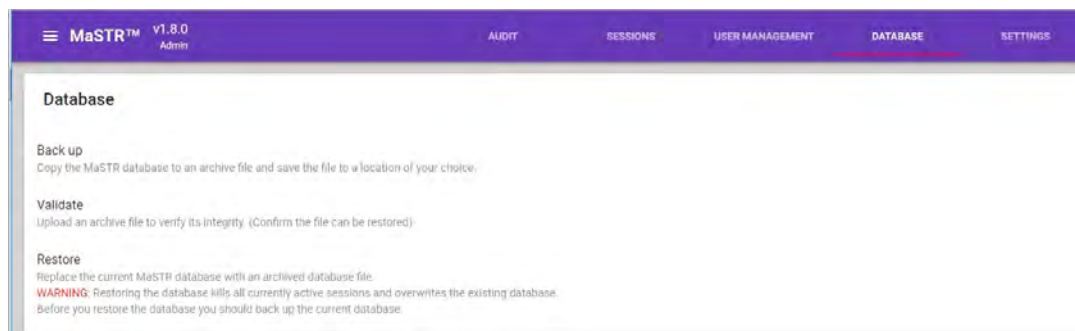 MaSTR™ v1.8.0
Admin
AUDIT SESSIONS USER MANAGEMENT DATABASE SETTINGS
Database
Back up
Copy the MaSTR database to an archive file and save the file to a location of your choice.
Validate
Upload an archive file to verify its integrity. (Confirm the file can be restored)
Restore
Replace the current MaSTR database with an archived database file.
WARNING: Restoring the database kills all currently active sessions and overwrites the existing database.
Before you restore the database you should back up the current database.